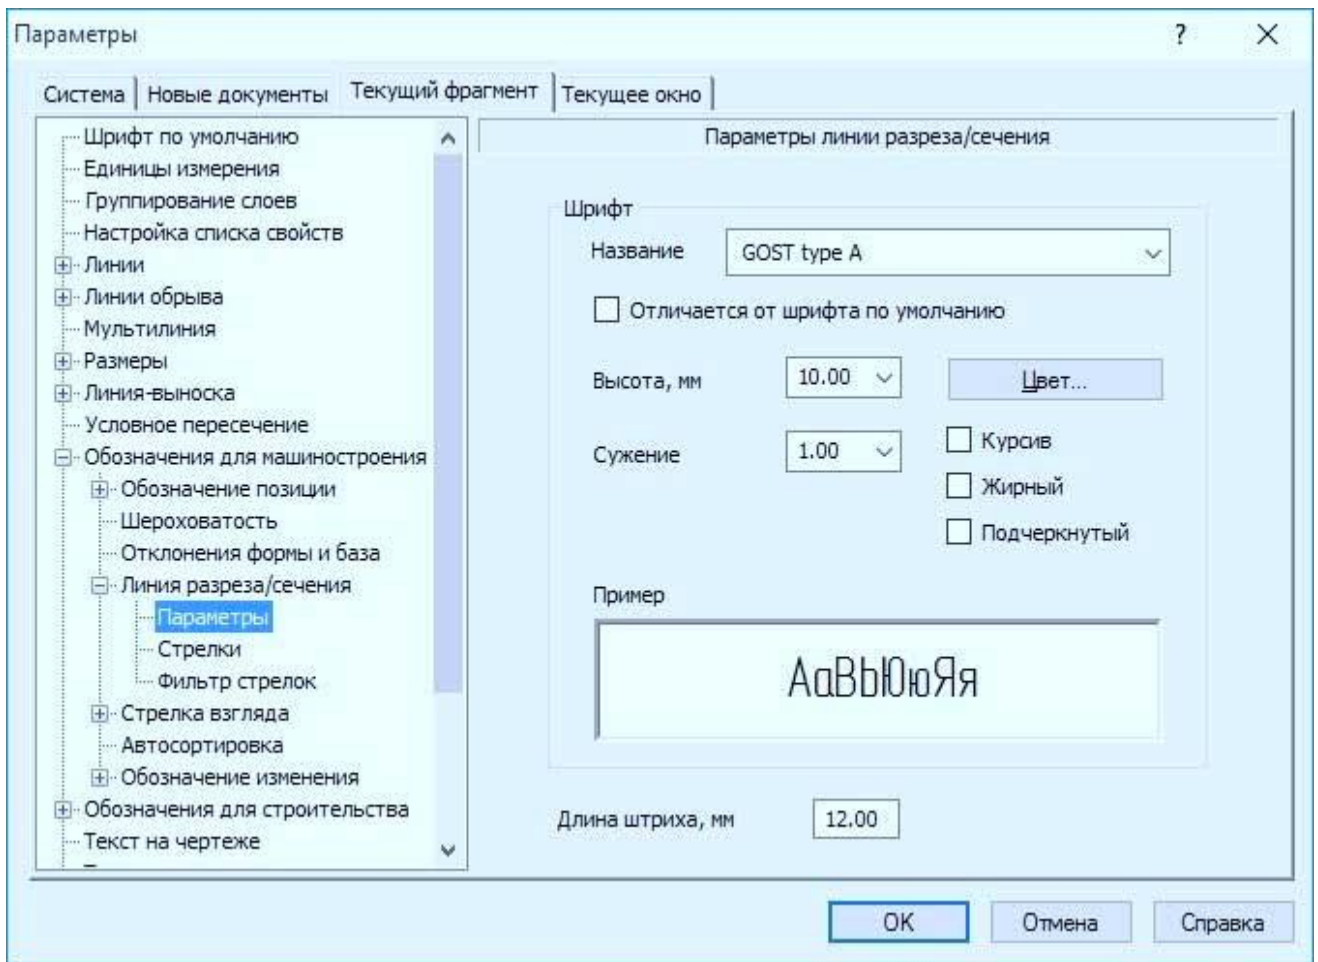 Параметры
Система
Новые документы
Текущий фрагмент
Текущее окно
Шрифт по умолчанию
Единицы измерения
Группирование слоев
Настройка списка свойств
Линии
Линии обрыва
Мультилиния
Размеры
Линия-выноска
Условное пересечение
Обозначения для машиностроения
Обозначение позиции
Шероховатость
Отклонения формы и база
Линия разреза/сечения
Параметры
Стрелки
Фильтр стрелок
Стрелка взгляда
Автосортировка
Обозначение изменения
Обозначения для строительства
Текст на чертеже
Параметры линии разреза/сечения
Шрифт
Название
GOST type A
Отличается от шрифта по умолчанию
Высота, мм
10.00
Цвет...
Сужение
1.00
Курсив
Жирный
Подчеркнутый
Пример
АаВЫЮюЯя
Длина штриха, мм
12.00
OK
Отмена
Справка